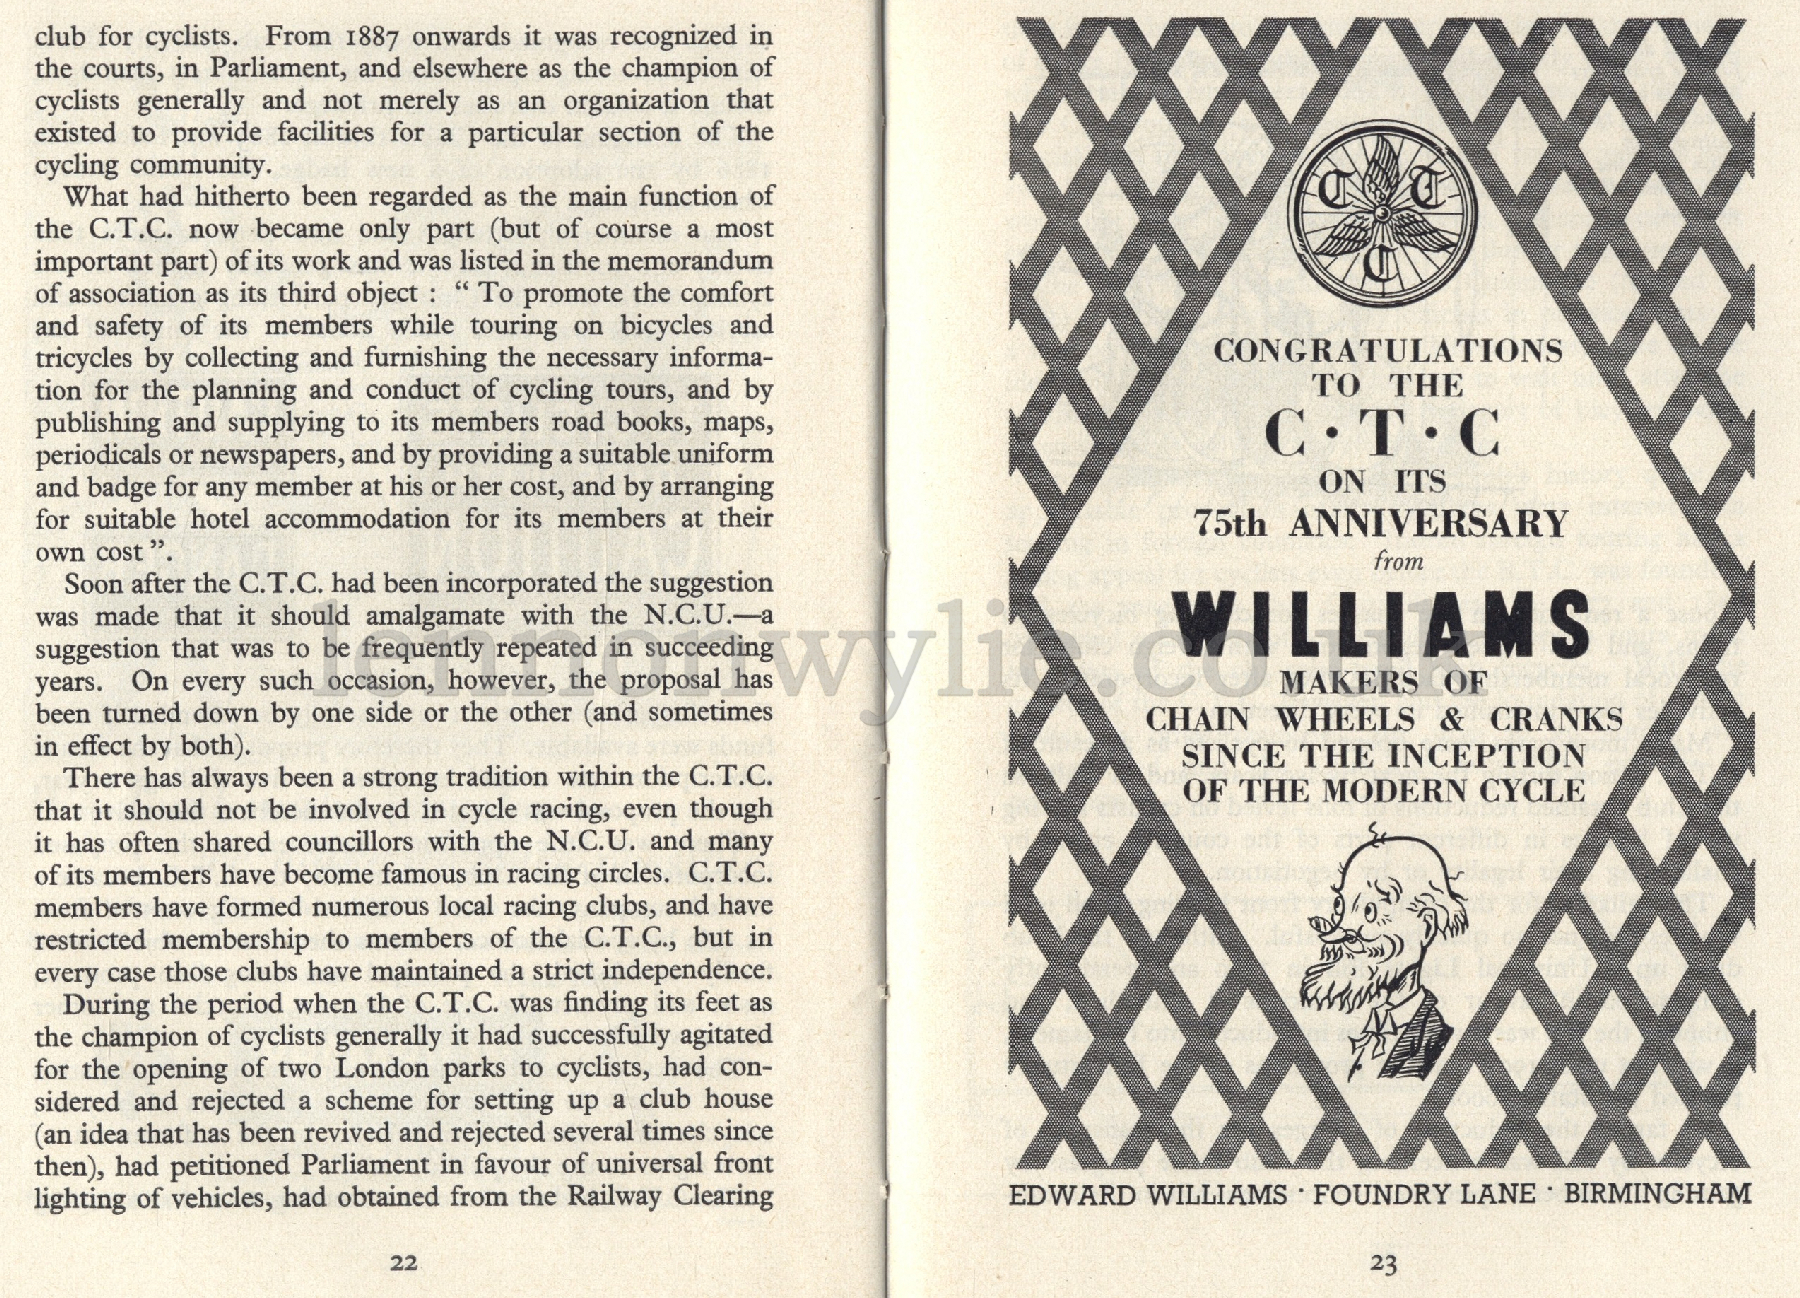 club for cyclists. From 1887 onwards it was recognized in
the courts, in Parliament, and elsewhere as the champion of
cyclists generally and not merely as an organization that
existed to provide facilities for a particular section of the
cycling community.
What had hitherto been regarded as the main function of
the C.T.C. now became only part (but of course a most
important part) of its work and was listed in the memorandum
of association as its third object : “ To promote the comfort
and safety of its members while touring on bicycles and
tricycles by collecting and furnishing the necessary informa-
tion for the planning and conduct of cycling tours, and by
publishing and supplying to its members road books, maps,
periodicals or newspapers, and by providing a suitable uniform
and badge for any member at his or her cost, and by arranging
for suitable hotel accommodation for its members at their
own cost ”.
Soon after the C.T.C. had been incorporated the suggestion
was made that it should amalgamate with the N.C.U.—a
suggestion that was to be frequently repeated in succeeding
years. On every such occasion, however, the proposal has
been turned down by one side or the other (and sometimes
in effect by both).
There has always been a strong tradition within the C.T.C.
that it should not be involved in cycle racing, even though
it has often shared councillors with the N.C.U. and many
of its members have become famous in racing circles. C.T.C.
members have formed numerous local racing clubs, and have
restricted membership to members of the C.T.C., but in
every case those clubs have maintained a strict independence.
During the period when the C.T.C. was finding its feet as
the champion of cyclists generally it had successfully agitated
for the opening of two London parks to cyclists, had con-
sidered and rejected a scheme for setting up a club house
(an idea that has been revived and rejected several times since
then), had petitioned Parliament in favour of universal front
lighting of vehicles, had obtained from the Railway Clearing
22
C T C
CONGRATULATIONS
TO THE
C · T · C
ON ITS
75th ANNIVERSARY
from
WILLIAMS
MAKERS OF
CHAIN WHEELS & CRANKS
SINCE THE INCEPTION
OF THE MODERN CYCLE
EDWARD WILLIAMS · FOUNDRY LANE · BIRMINGHAM
23
lennonwylie.co.uk